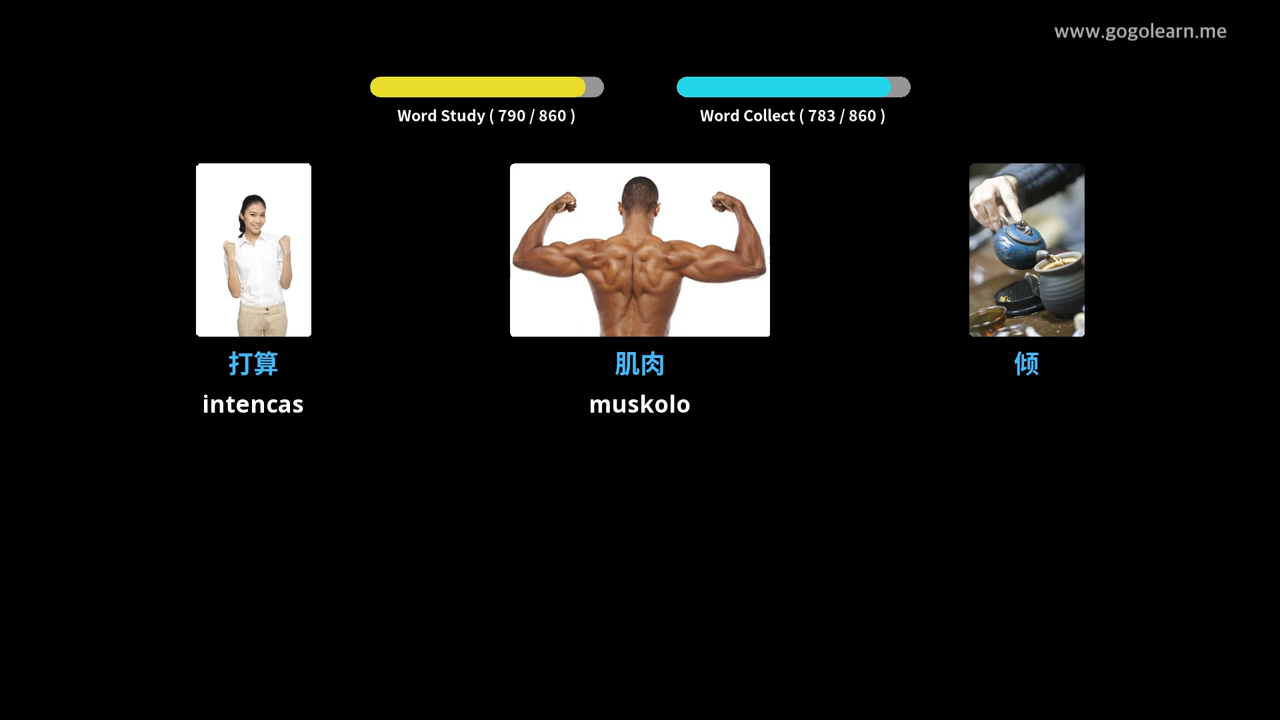 www.gogolearn.me
Word Study ( 790 / 860 )
Word Collect ( 783 / 860 )
打算
肌肉
倾
intencas
muskolo